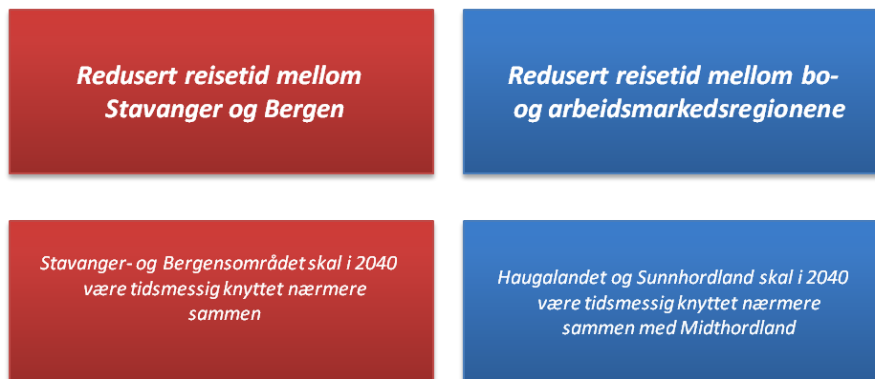 Redusert reisetid mellom
Stavanger og Bergen
Redusert reisetid mellom bo-
og arbeidsmarkedsregionene
Stavanger- og Bergensområdet skal i 2040
være tidsmessig knyttet nærmere
sammen
Haugalandet og Sunnhordland skal i 2040
være tidsmessig knyttet nærmere
sammen med Midthordland